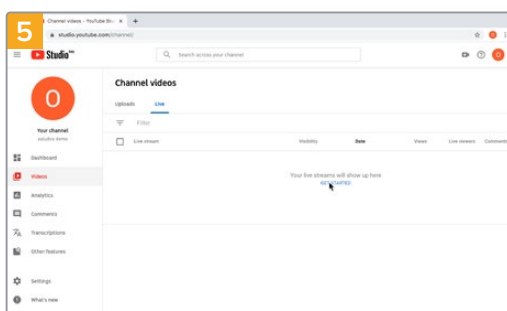 5
Channel videos - YouTube St
studio.youtube.com/channel/
Studio
Search across your channel
O
Channel videos
Uploads Live
Filter
Live stream Visibility Date Views Live viewers Comments
Your live streams will show up here
GET STARTED
O
Your channel
Dashboard
Videos
Analytics
Comments
Transcriptions
Other features
Settings
What's new